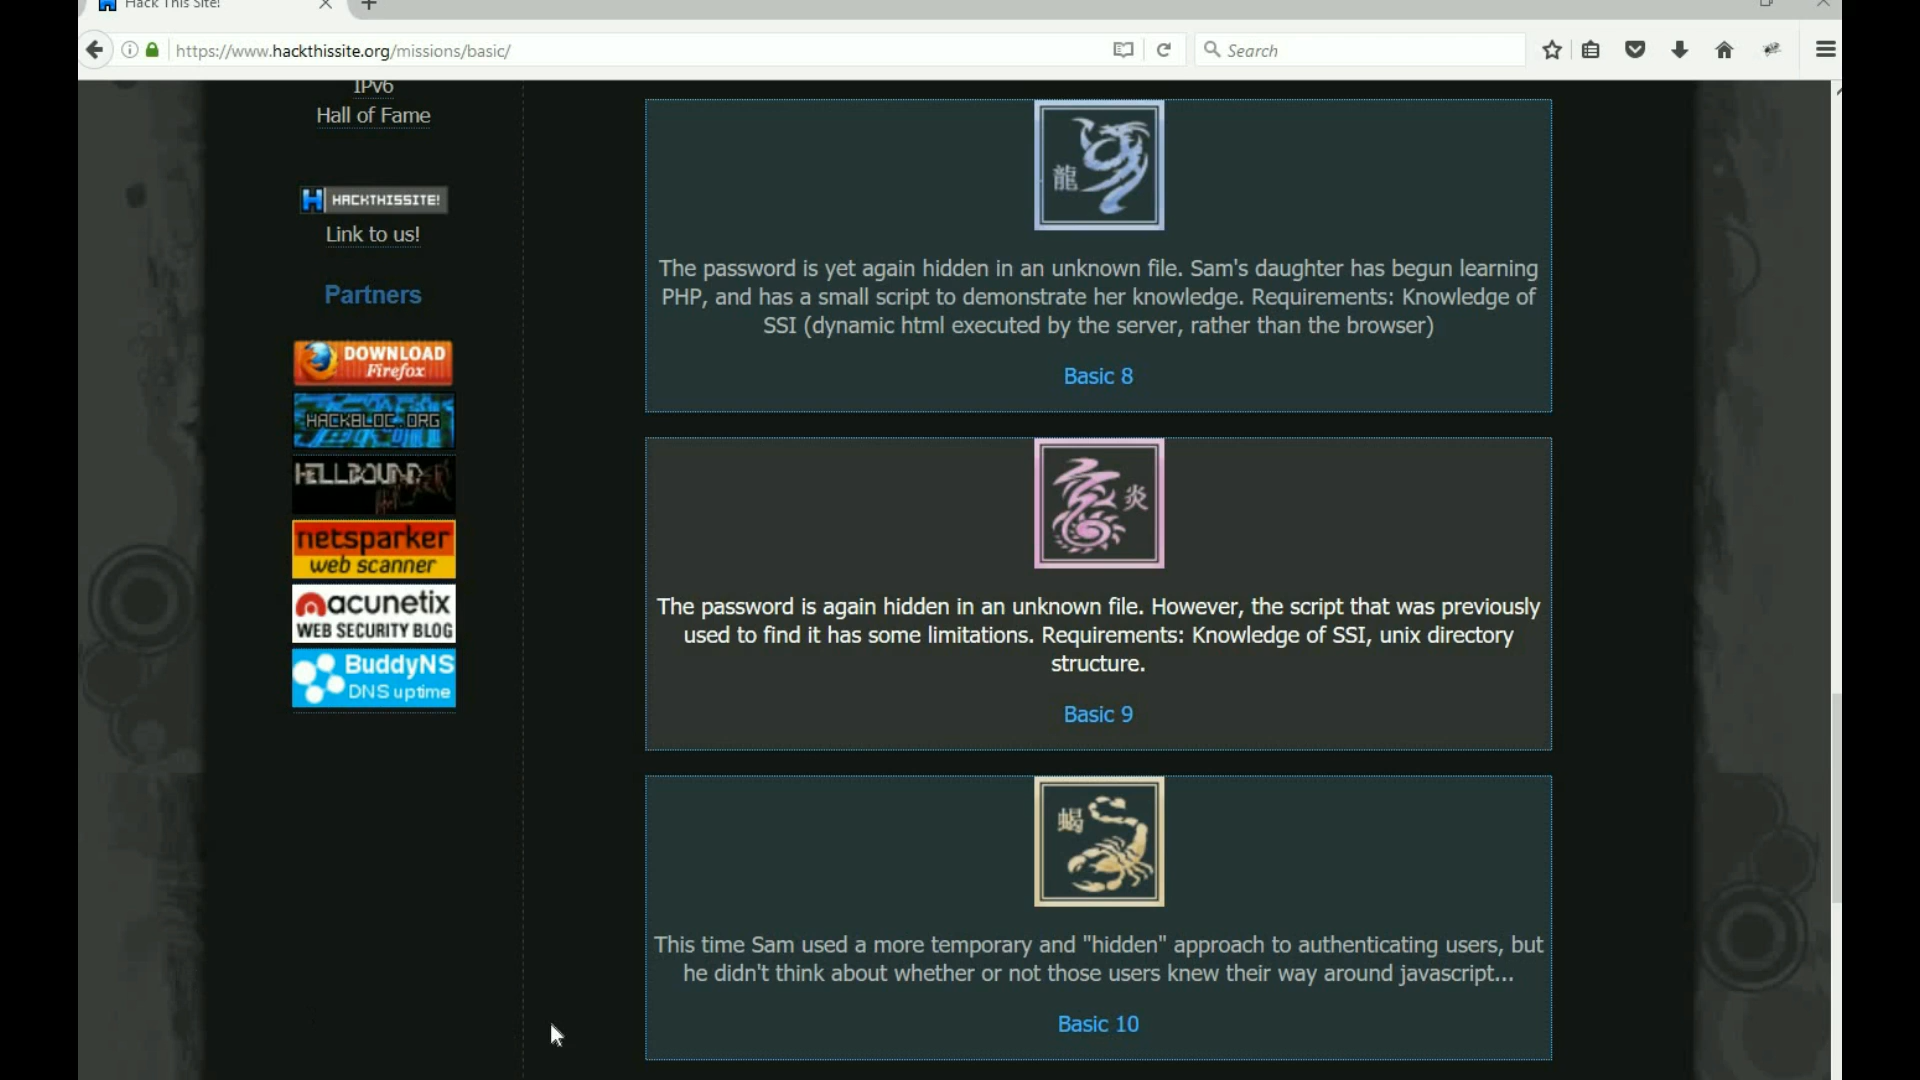 Hack This Site!
https://www.hackthissite.org/missions/basic/
Search
IPv6
Hall of Fame
HACKTHISSITE!
Link to us!
Partners
DOWNLOAD
Firefox
HACKBLOC.ORG
HELLBOUND
netsparker
web scanner
acunetix
WEB SECURITY BLOG
BuddyNS
DNS uptime
龍
The password is yet again hidden in an unknown file. Sam's daughter has begun learning
PHP, and has a small script to demonstrate her knowledge. Requirements: Knowledge of
SSI (dynamic html executed by the server, rather than the browser)
Basic 8
炎
The password is again hidden in an unknown file. However, the script that was previously
used to find it has some limitations. Requirements: Knowledge of SSI, unix directory
structure.
Basic 9
蝎
This time Sam used a more temporary and "hidden" approach to authenticating users, but
he didn't think about whether or not those users knew their way around javascript...
Basic 10